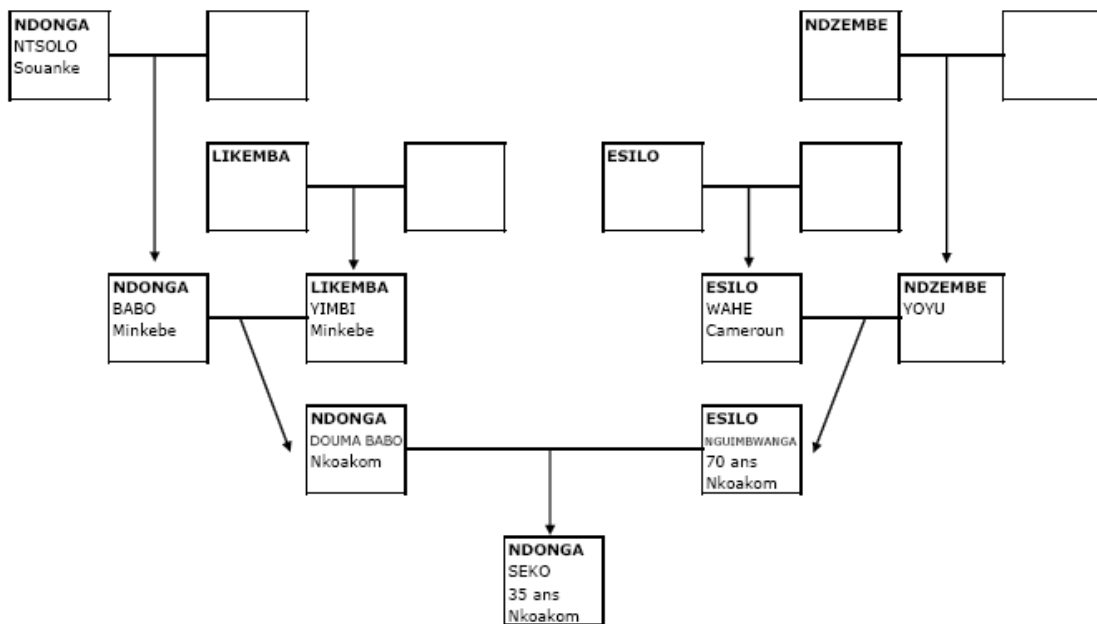 NDONGA
NTSOLO
Souanke
NDZEMBE
LIKEMBA
ESILO
NDONGA
BABO
Minkebe
LIKEMBA
YIMBI
Minkebe
ESILO
WAHE
Cameroun
NDZEMBE
YOYU
NDONGA
DOUMA BABO
Nkoakom
ESILO
NGUIMBWANGA
70 ans
Nkoakom
NDONGA
SEKO
35 ans
Nkoakom